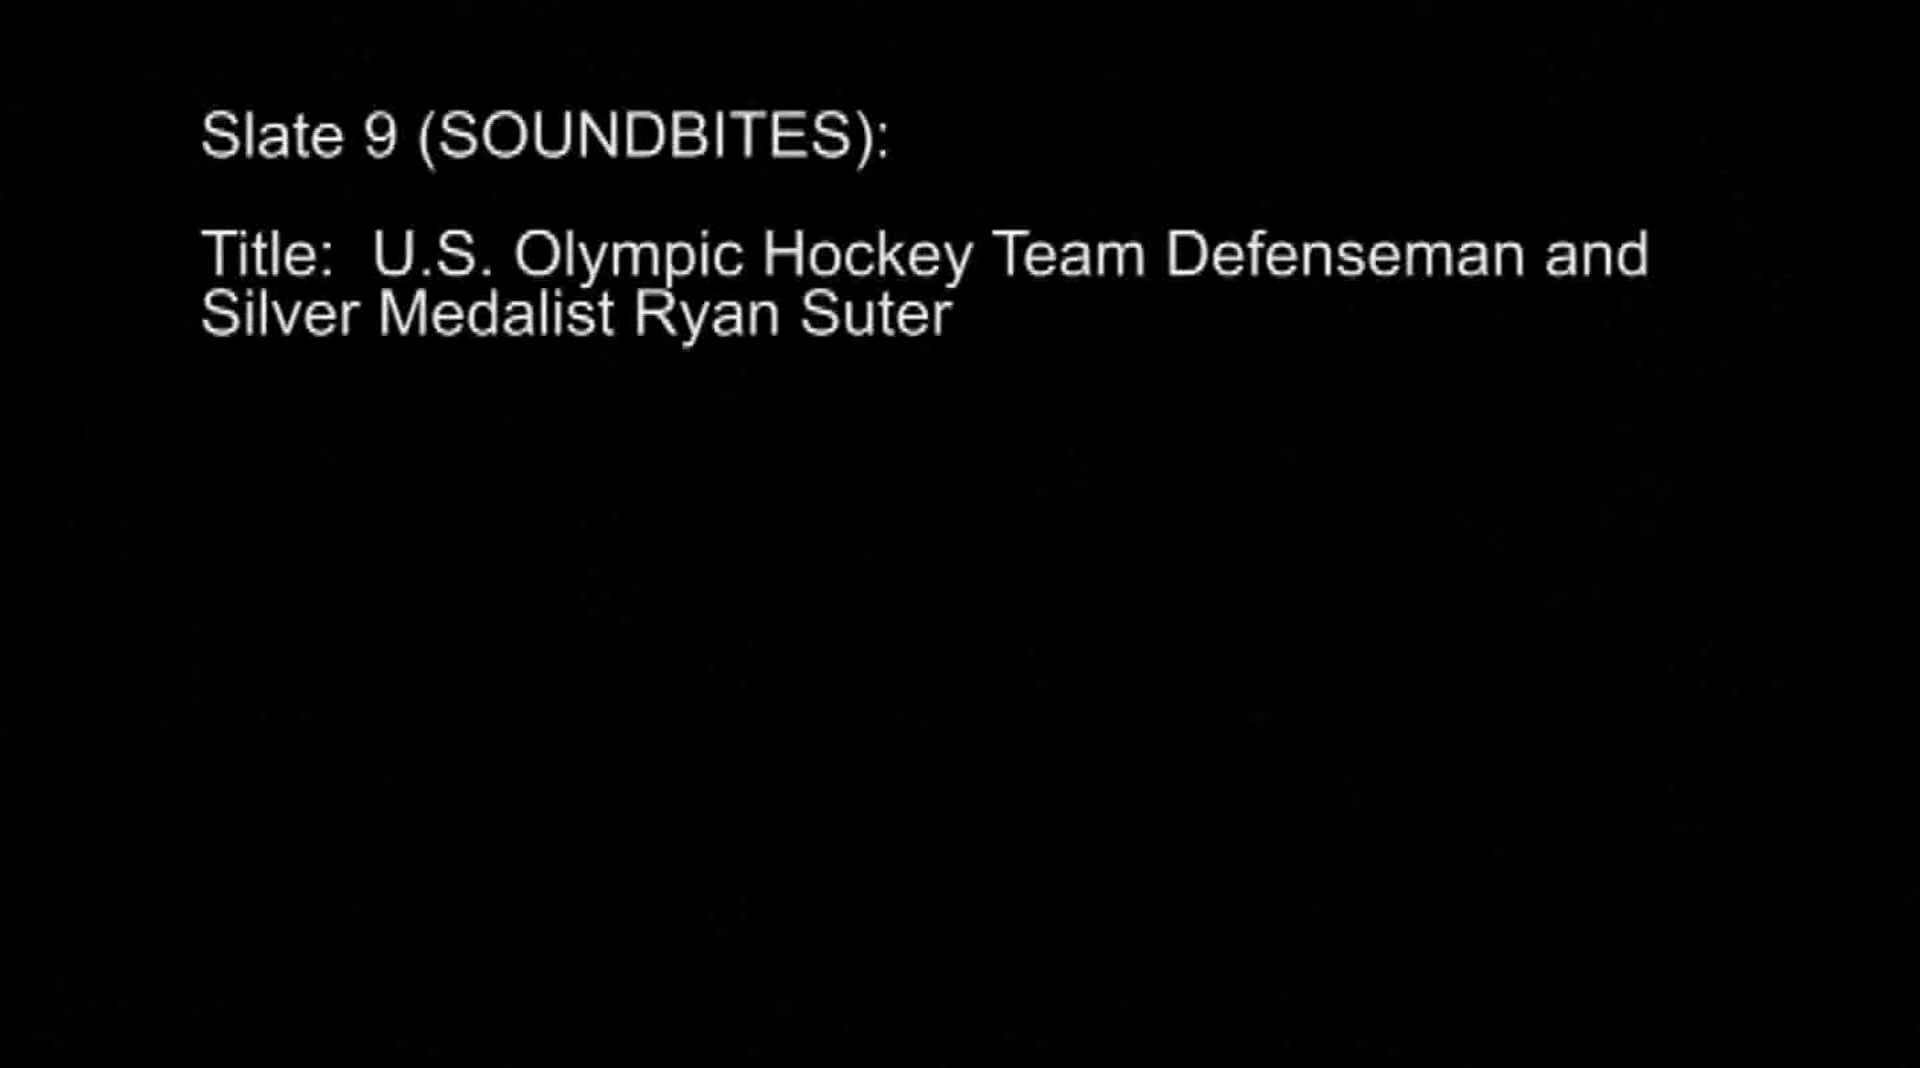 Slate 9 (SOUNDBITES):
Title:  U.S. Olympic Hockey Team Defenseman and
Silver Medalist Ryan Suter